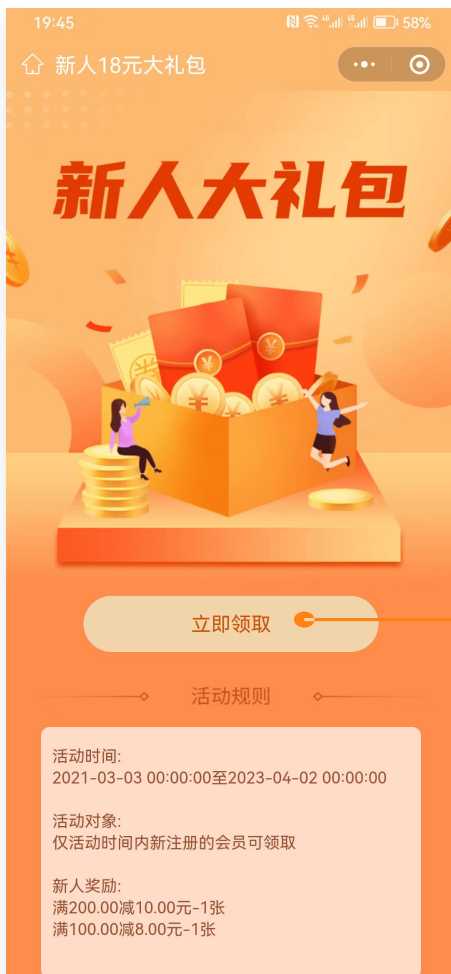 19:45
58%
新人18元大礼包
新人大礼包
立即领取
活动规则
活动时间:
2021-03-03 00:00:00至2023-04-02 00:00:00
活动对象:
仅活动时间内新注册的会员可领取
新人奖励:
满200.00减10.00元-1张
满100.00减8.00元-1张